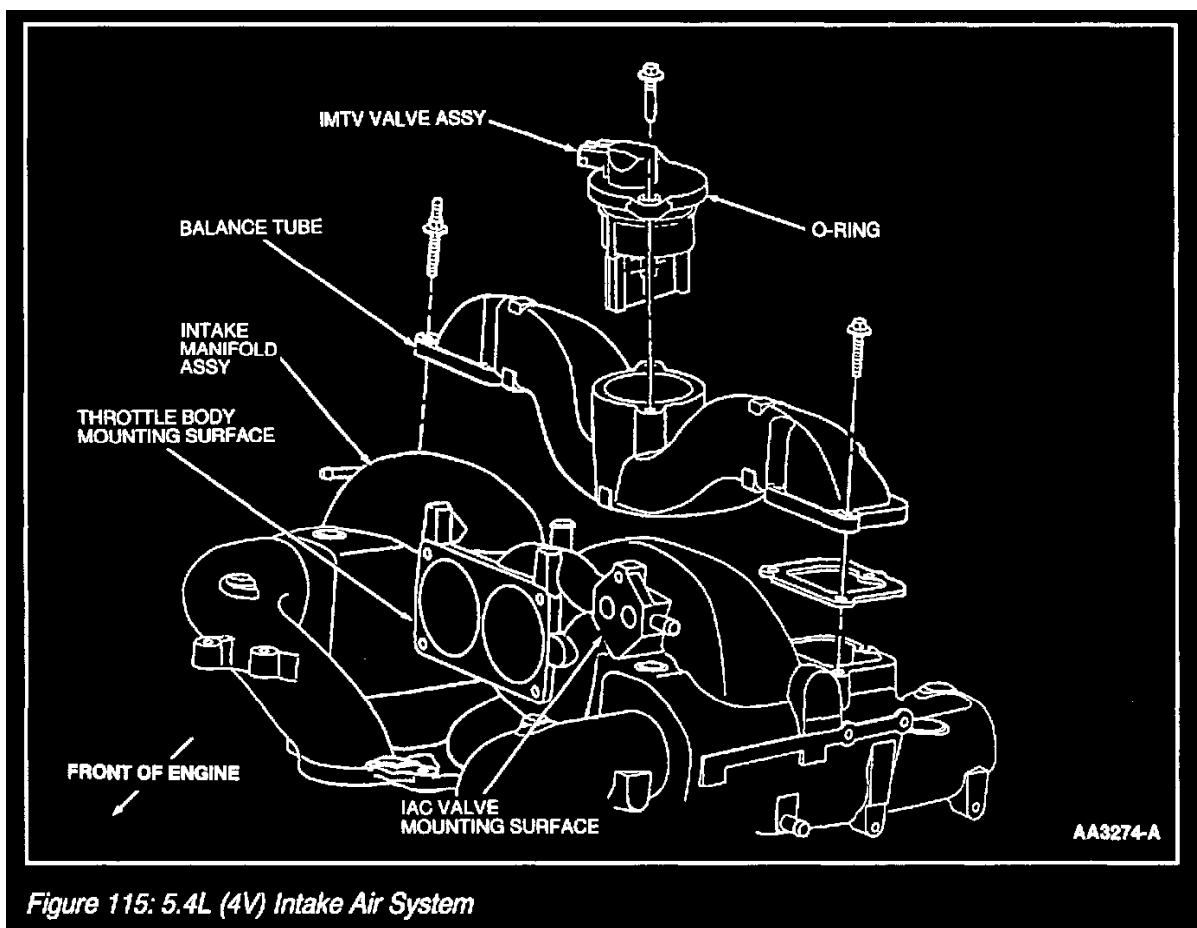 IMTV VALVE ASSY
O-RING
BALANCE TUBE
INTAKE
MANIFOLD
ASSY
THROTTLE BODY
MOUNTING SURFACE
FRONT OF ENGINE
IAC VALVE
MOUNTING SURFACE
AA3274-A
Figure 115: 5.4L (4V) Intake Air System